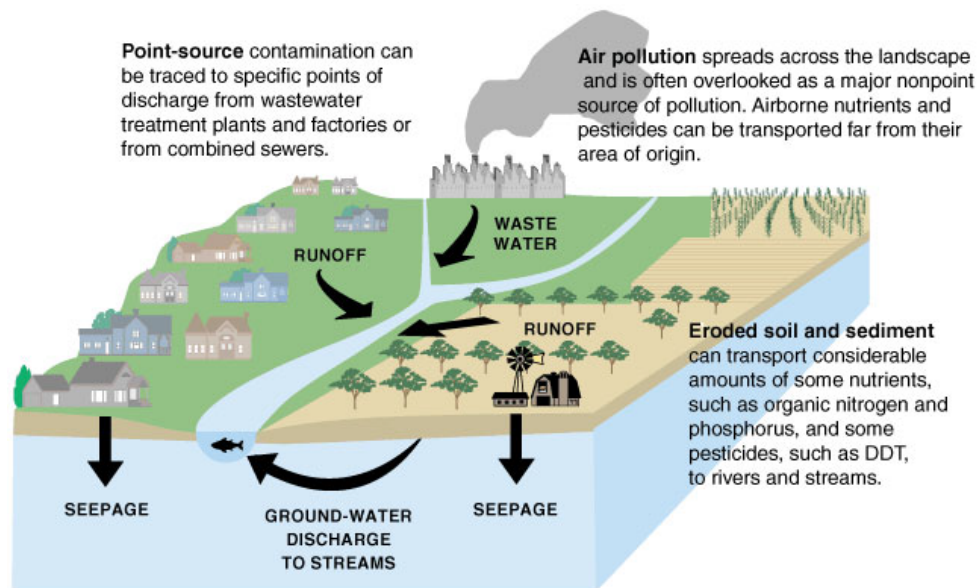 Point-source contamination can
be traced to specific points of
discharge from wastewater
treatment plants and factories or
from combined sewers.
Air pollution spreads across the landscape
and is often overlooked as a major nonpoint
source of pollution. Airborne nutrients and
pesticides can be transported far from their
area of origin.
WASTE
WATER
RUNOFF
RUNOFF
Eroded soil and sediment
can transport considerable
amounts of some nutrients,
such as organic nitrogen and
phosphorus, and some
pesticides, such as DDT,
to rivers and streams.
SEEPAGE
GROUND-WATER
DISCHARGE
TO STREAMS
SEEPAGE